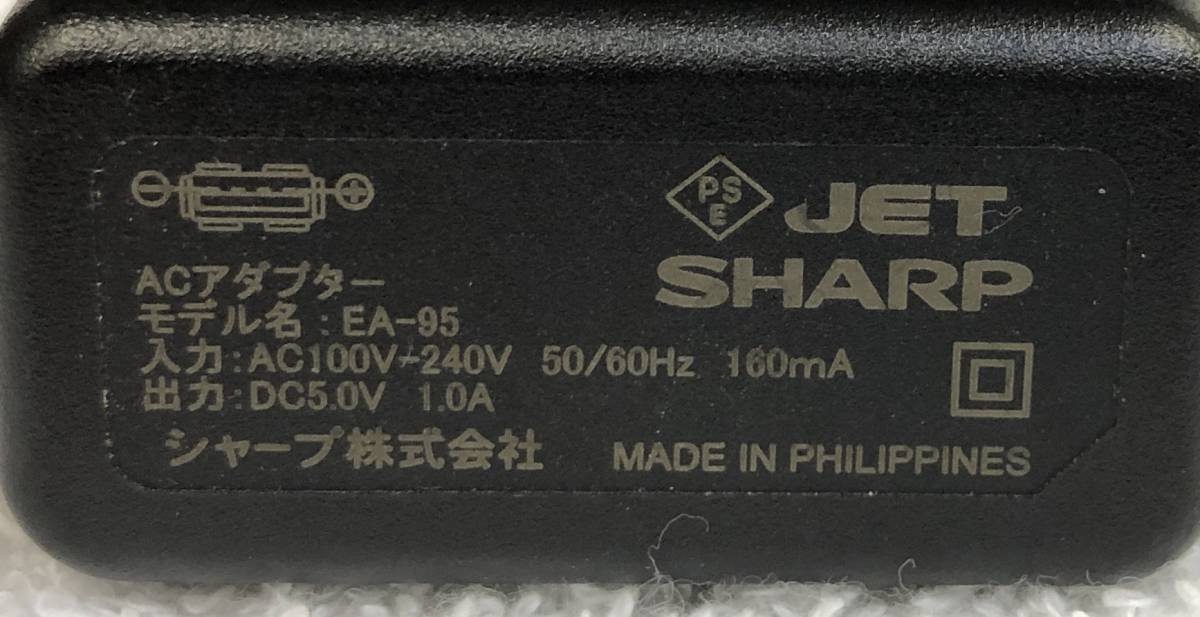 PSE JET
SHARP
ACアダプター
モデル名:EA-95
入力:AC100V-240V 50/60Hz 160mA
出力:DC5.0V 1.0A
シャープ株式会社 MADE IN PHILIPPINES